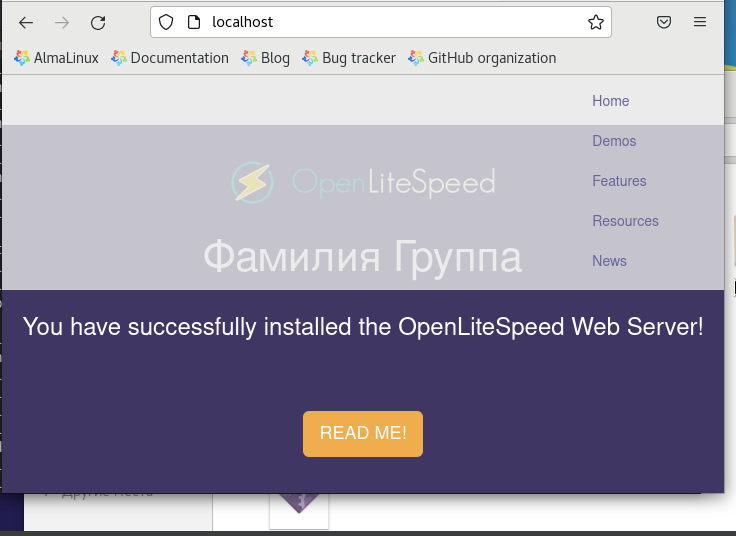 localhost
AlmaLinux Documentation Blog Bug tracker GitHub organization
Home
Demos
OpenLiteSpeed
Features
Resources
Фамилия Группа
News
You have successfully installed the OpenLiteSpeed Web Server!
READ ME!